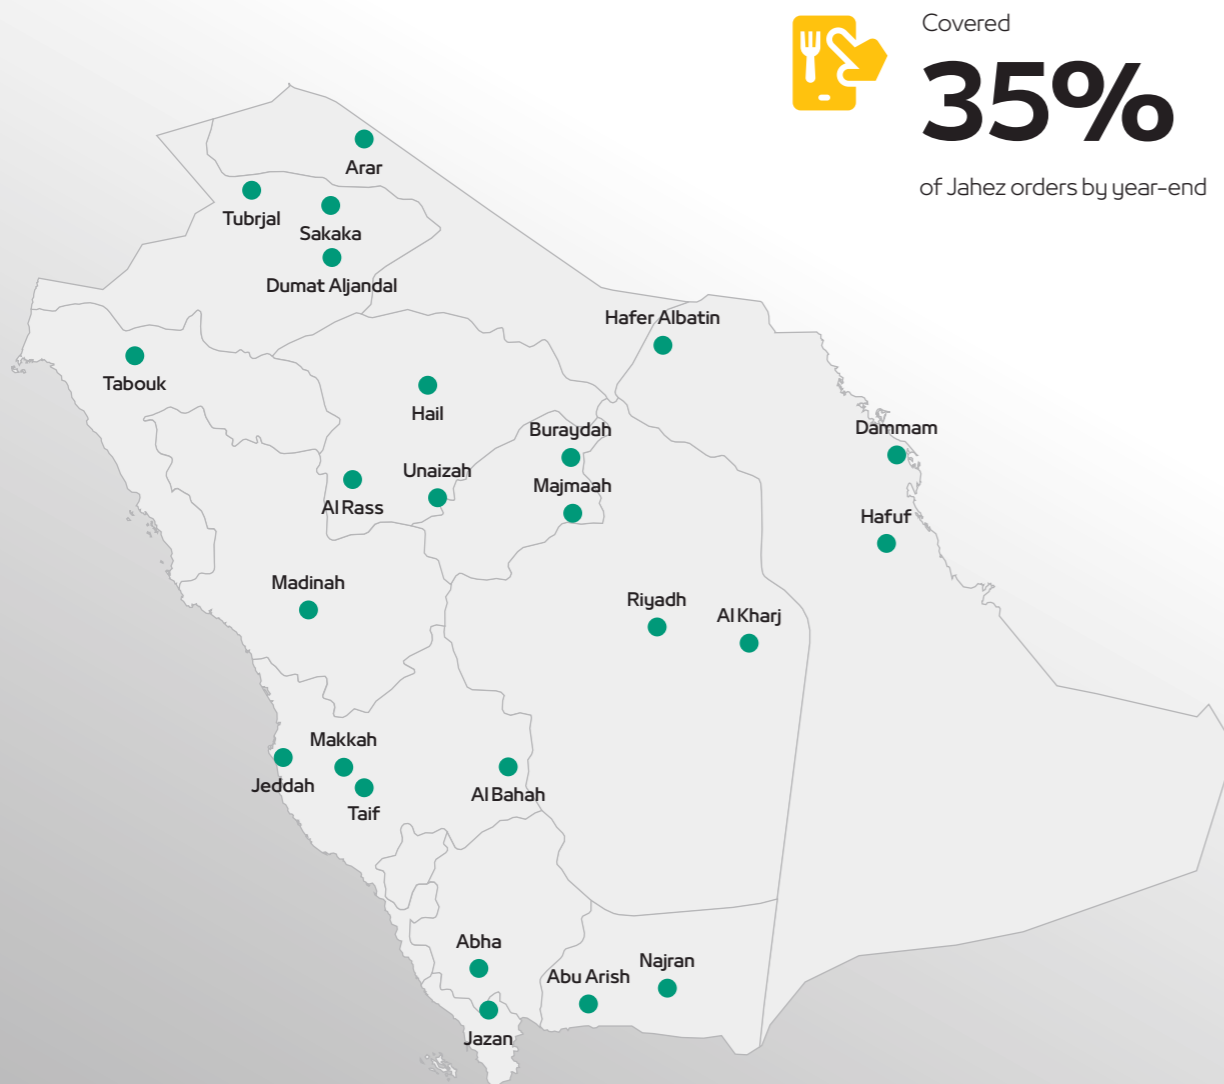 Covered
35%
of Jahez orders by year-end
Arar
Tubrjal
Sakaka
Dumat Aljandal
Hafer Albatin
Tabouk
Hail
Buraydah
Dammam
Unaizah
Majmaah
Al Rass
Hafuf
Madinah
Riyadh
Al Kharj
Makkah
Jeddah
Al Bahah
Taif
Abha
Najran
Abu Arish
Jazan